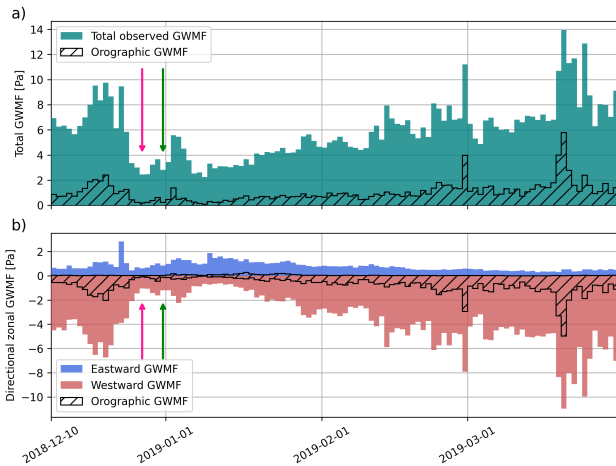 a)
14
12
10
8
6
4
2
0
Total GWMF [Pa]
Total observed GWMF
Orographic GWMF
b)
2
0
−2
−4
−6
−8
−10
Directional zonal GWMF [Pa]
Eastward GWMF
Westward GWMF
Orographic GWMF
2018-12-10
2019-01-01
2019-02-01
2019-03-01